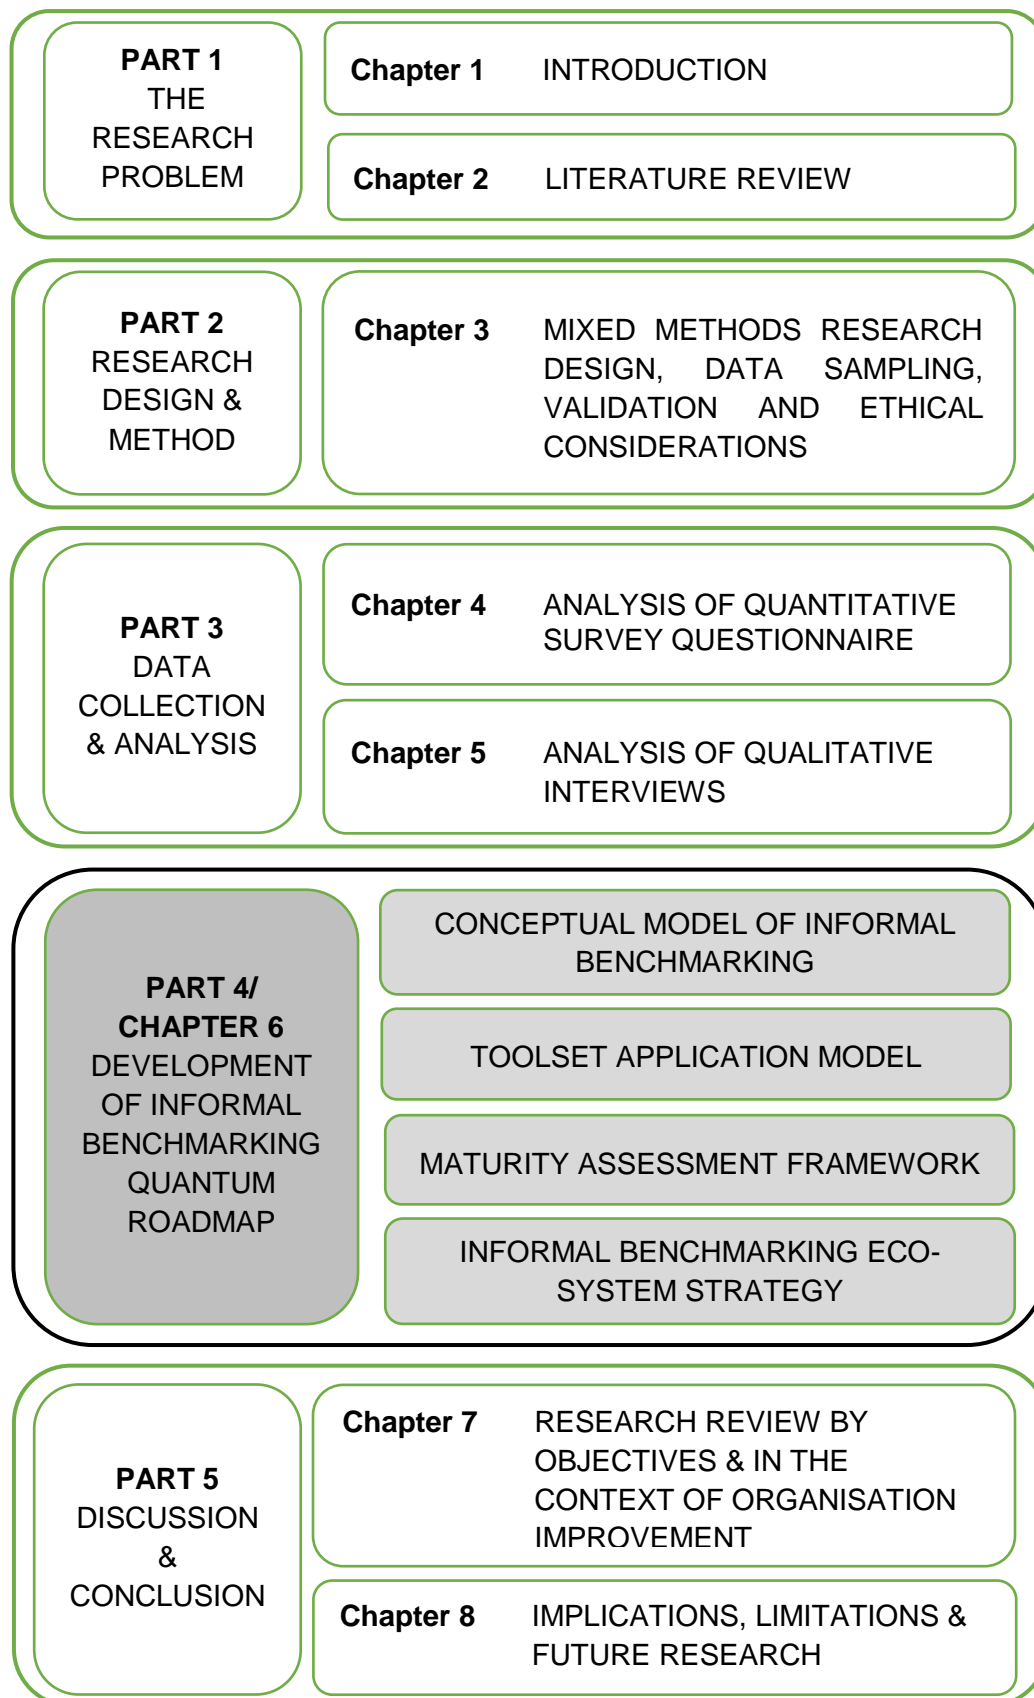 PART 1
THE
RESEARCH
PROBLEM
Chapter 1 INTRODUCTION
Chapter 2 LITERATURE REVIEW
PART 2
RESEARCH
DESIGN &
METHOD
Chapter 3 MIXED METHODS RESEARCH
DESIGN, DATA SAMPLING,
VALIDATION AND ETHICAL
CONSIDERATIONS
PART 3
DATA
COLLECTION
& ANALYSIS
Chapter 4 ANALYSIS OF QUANTITATIVE
SURVEY QUESTIONNAIRE
Chapter 5 ANALYSIS OF QUALITATIVE
INTERVIEWS
PART 4/
CHAPTER 6
DEVELOPMENT
OF INFORMAL
BENCHMARKING
QUANTUM
ROADMAP
CONCEPTUAL MODEL OF INFORMAL
BENCHMARKING
TOOLSET APPLICATION MODEL
MATURITY ASSESSMENT FRAMEWORK
INFORMAL BENCHMARKING ECO-
SYSTEM STRATEGY
PART 5
DISCUSSION
&
CONCLUSION
Chapter 7 RESEARCH REVIEW BY
OBJECTIVES & IN THE
CONTEXT OF ORGANISATION
IMPROVEMENT
Chapter 8 IMPLICATIONS, LIMITATIONS &
FUTURE RESEARCH